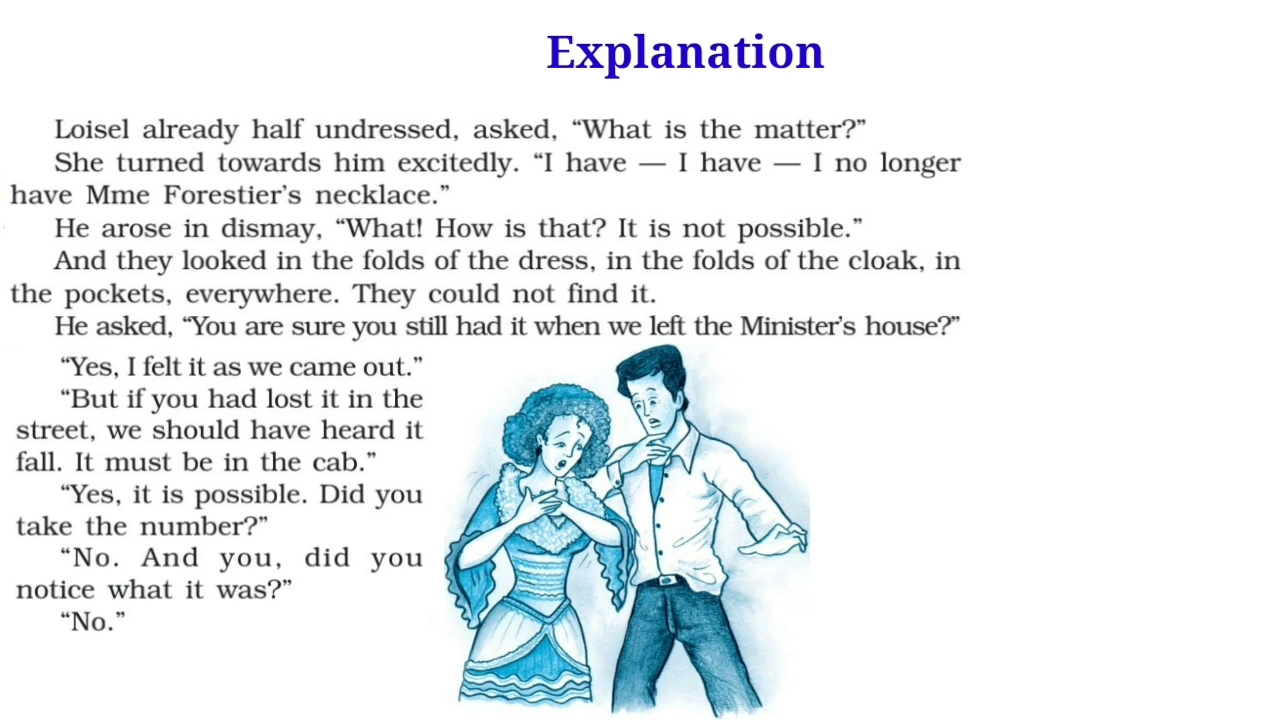 Explanation
Loisel already half undressed, asked, “What is the matter?”
She turned towards him excitedly. “I have — I have — I no longer
have Mme Forestier’s necklace.”
He arose in dismay, “What! How is that? It is not possible.”
And they looked in the folds of the dress, in the folds of the cloak, in
the pockets, everywhere. They could not find it.
He asked, “You are sure you still had it when we left the Minister’s house?”
“Yes, I felt it as we came out.”
“But if you had lost it in the
street, we should have heard it
fall. It must be in the cab.”
“Yes, it is possible. Did you
take the number?”
“No. And you, did you
notice what it was?”
“No.”